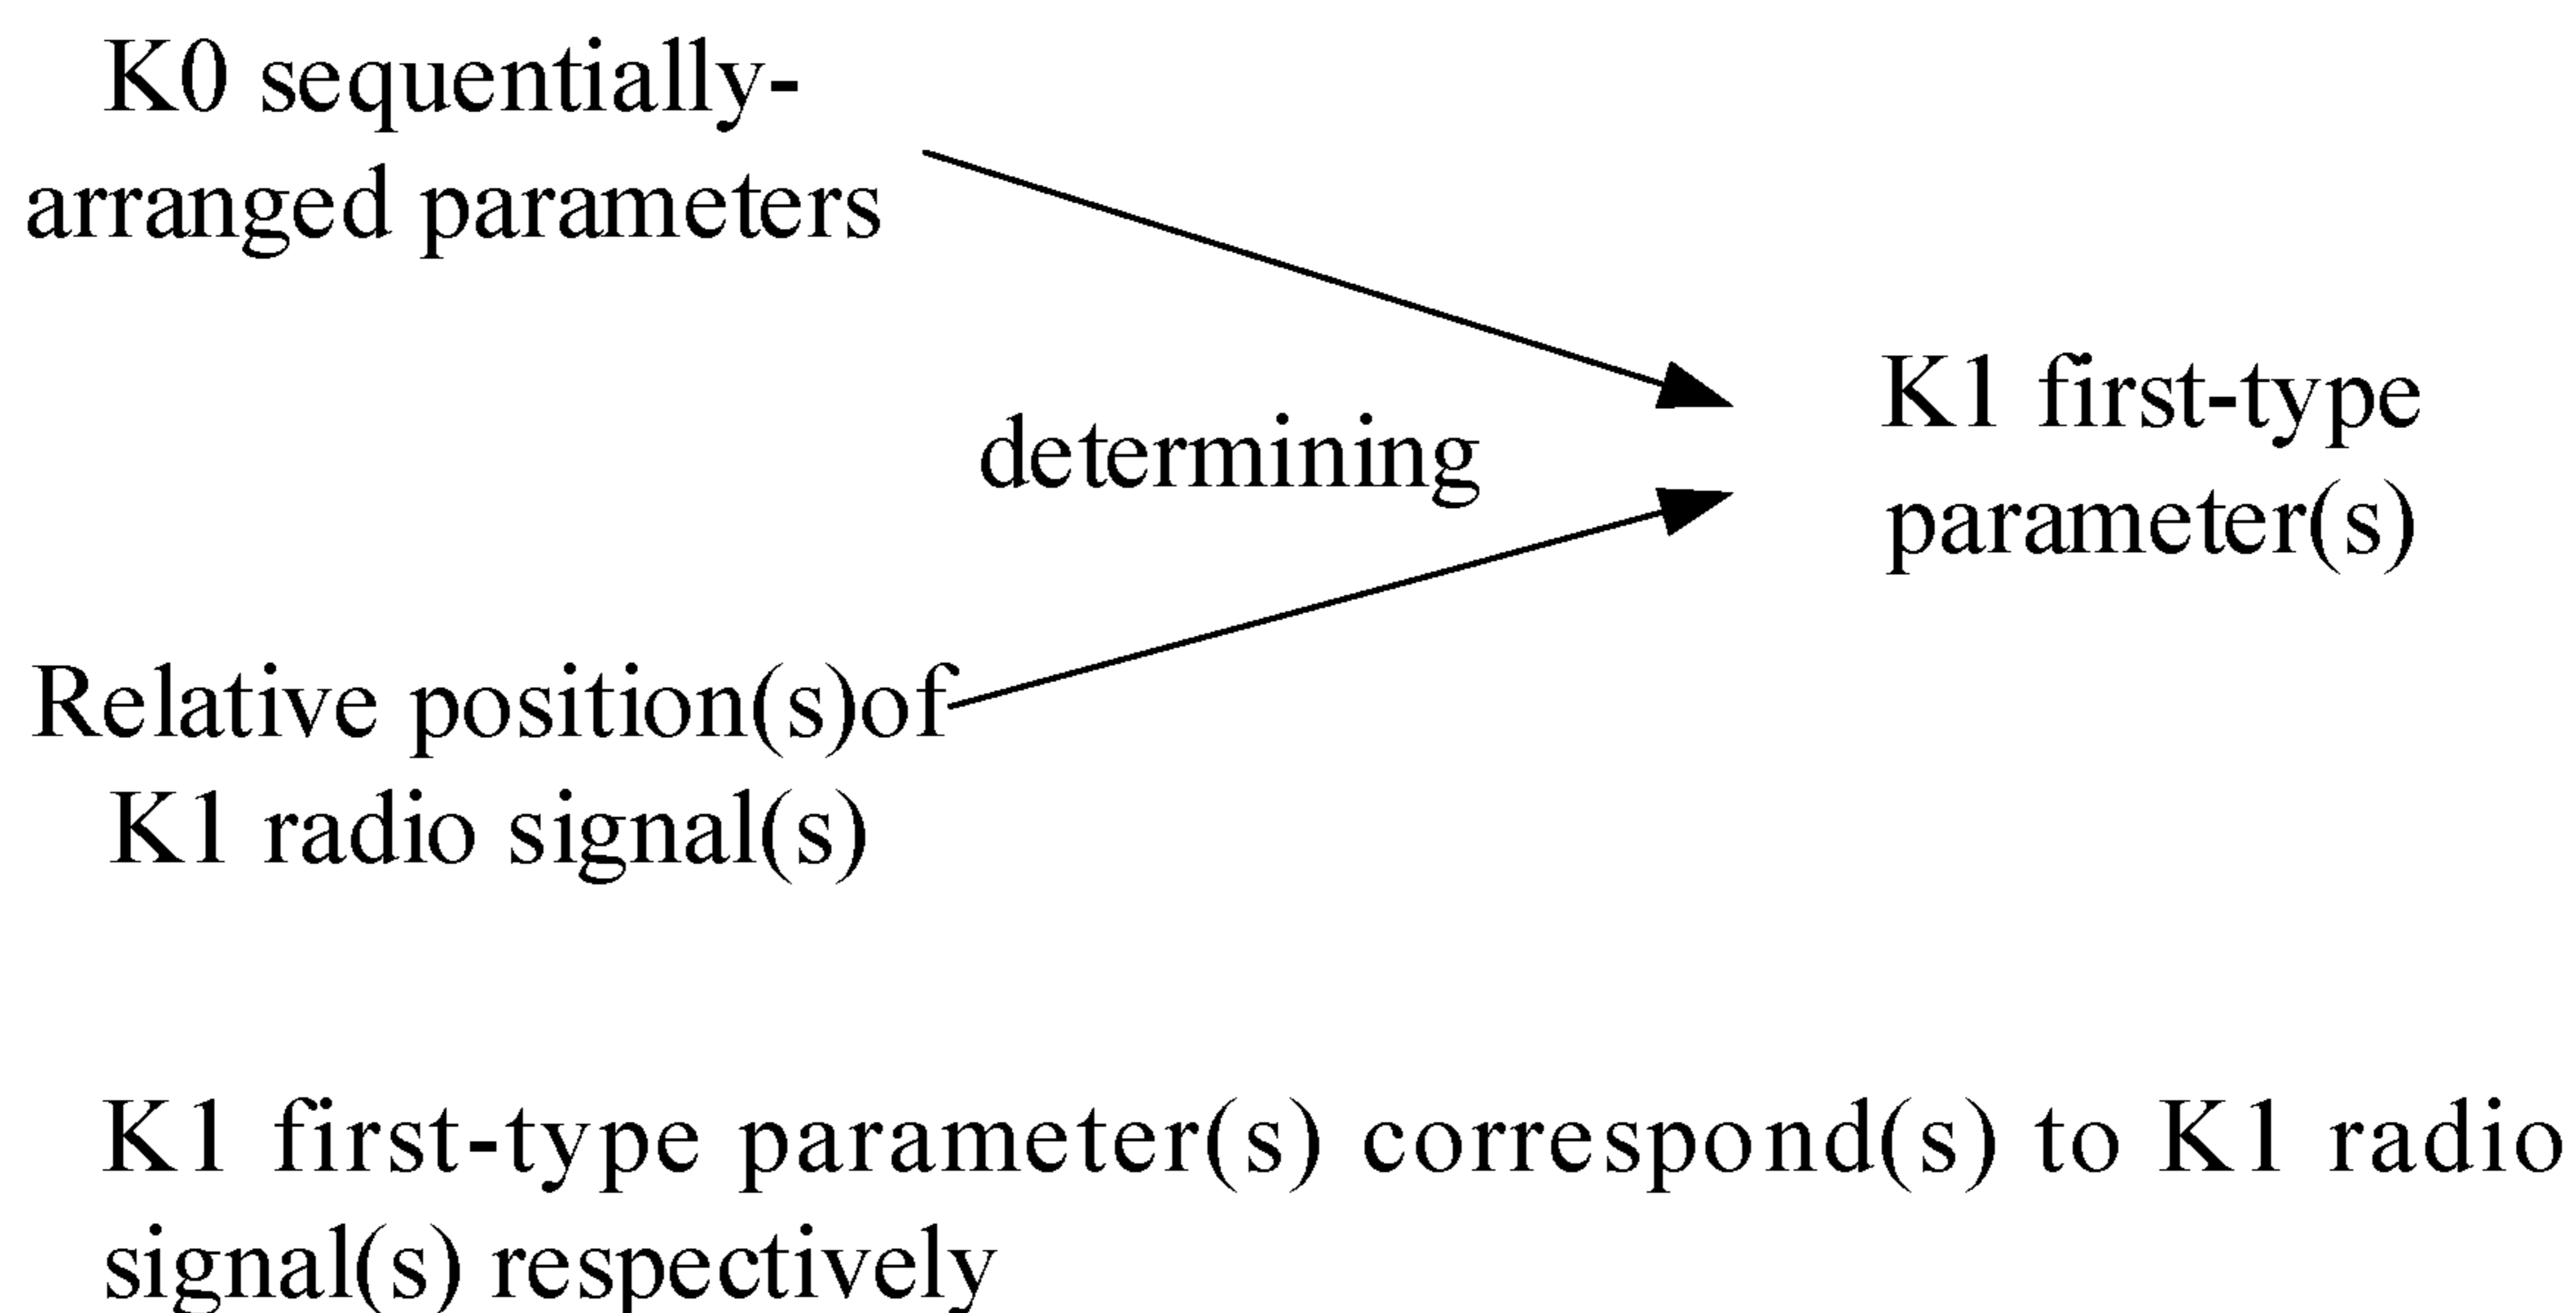 K0 sequentially-
arranged parameters
determining
K1 first-type
parameter(s)
Relative position(s)of
K1 radio signal(s)
K1 first-type parameter(s) correspond(s) to K1 radio
signal(s) respectively